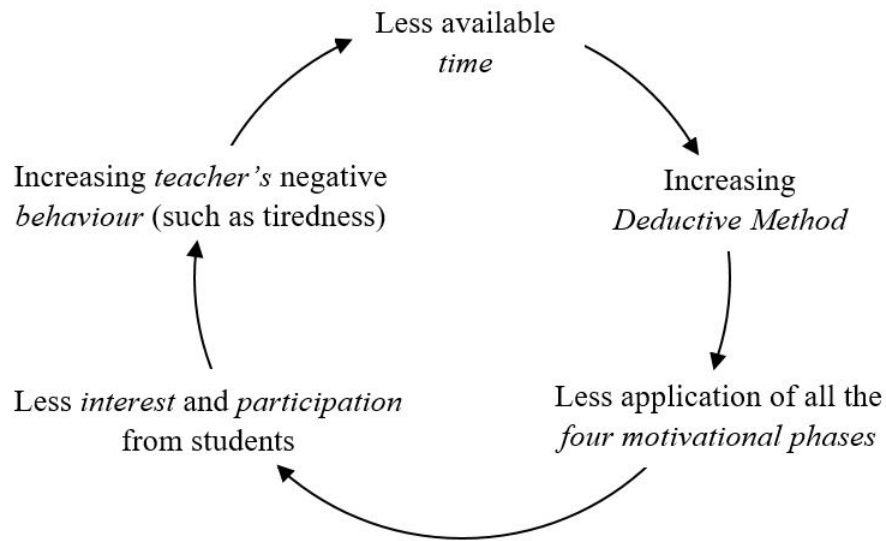 Less available
time
Increasing
Deductive Method
Less application of all the
four motivational phases
Less interest and participation
from students
Increasing teacher’s negative
behaviour (such as tiredness)